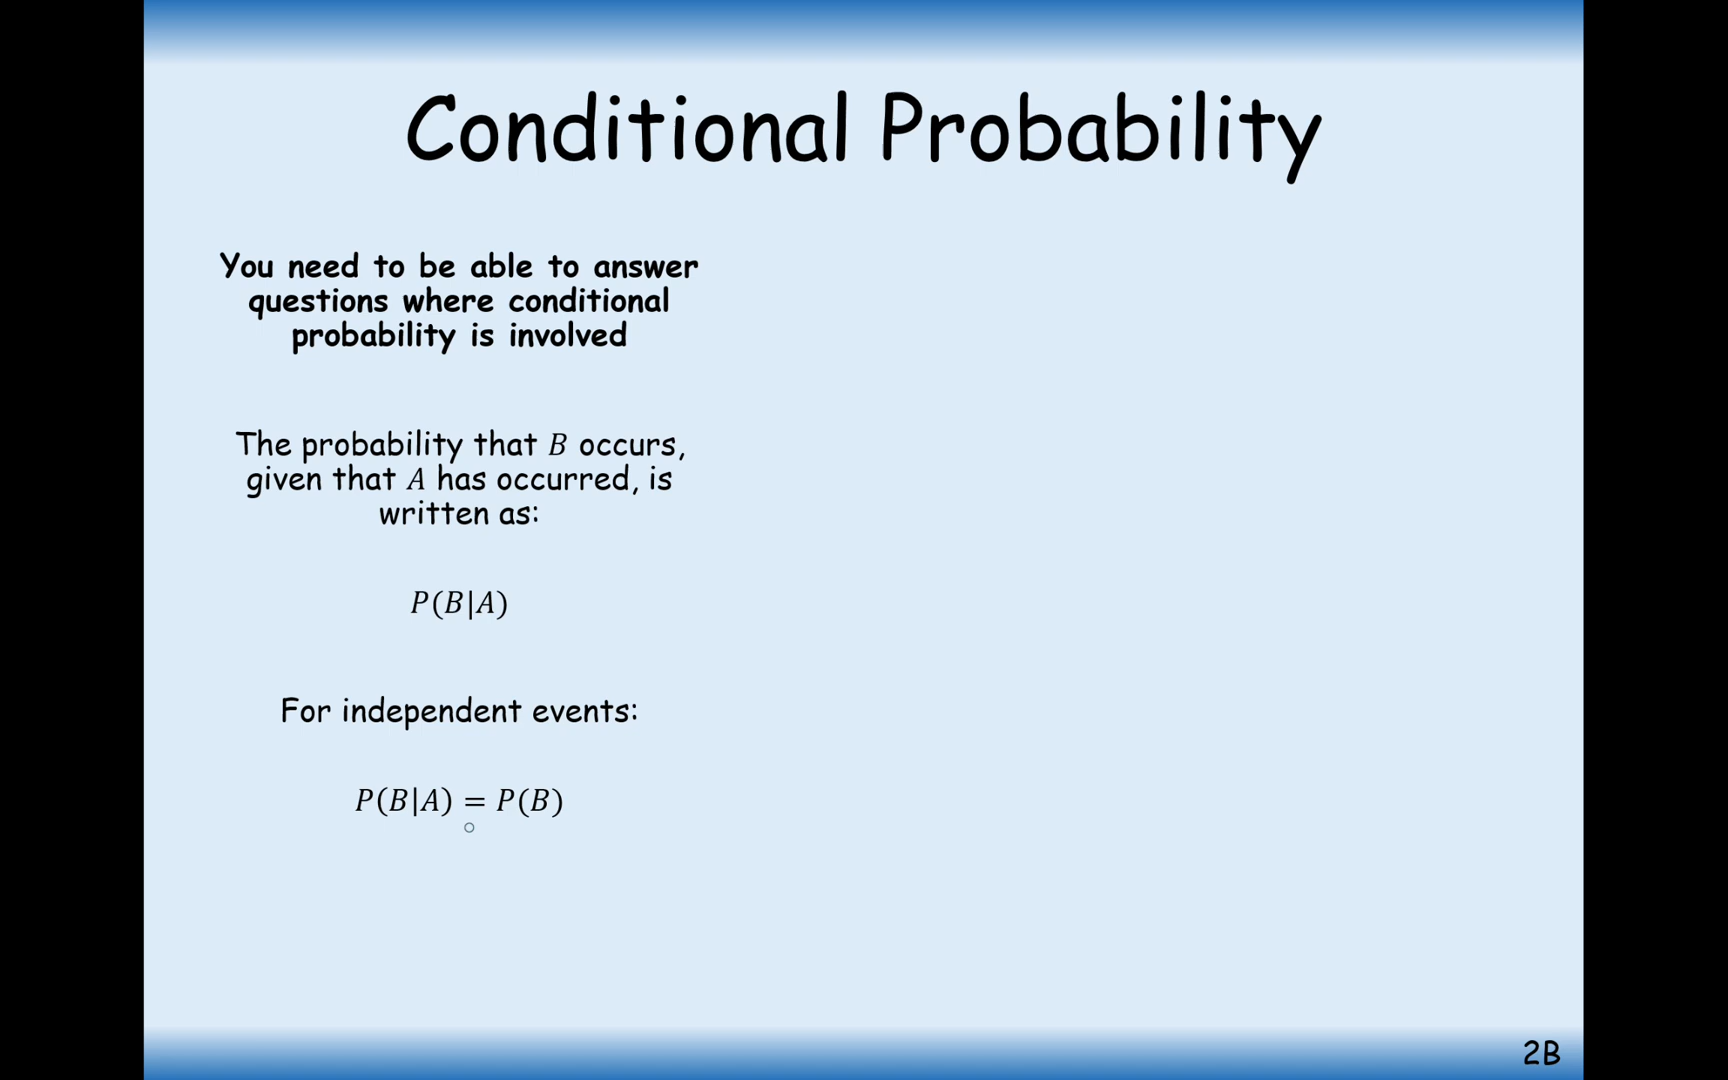 Conditional Probability
You need to be able to answer
questions where conditional
probability is involved
The probability that B occurs,
given that A has occurred, is
written as:
P(B|A)
For independent events:
P(B|A) = P(B)
2B